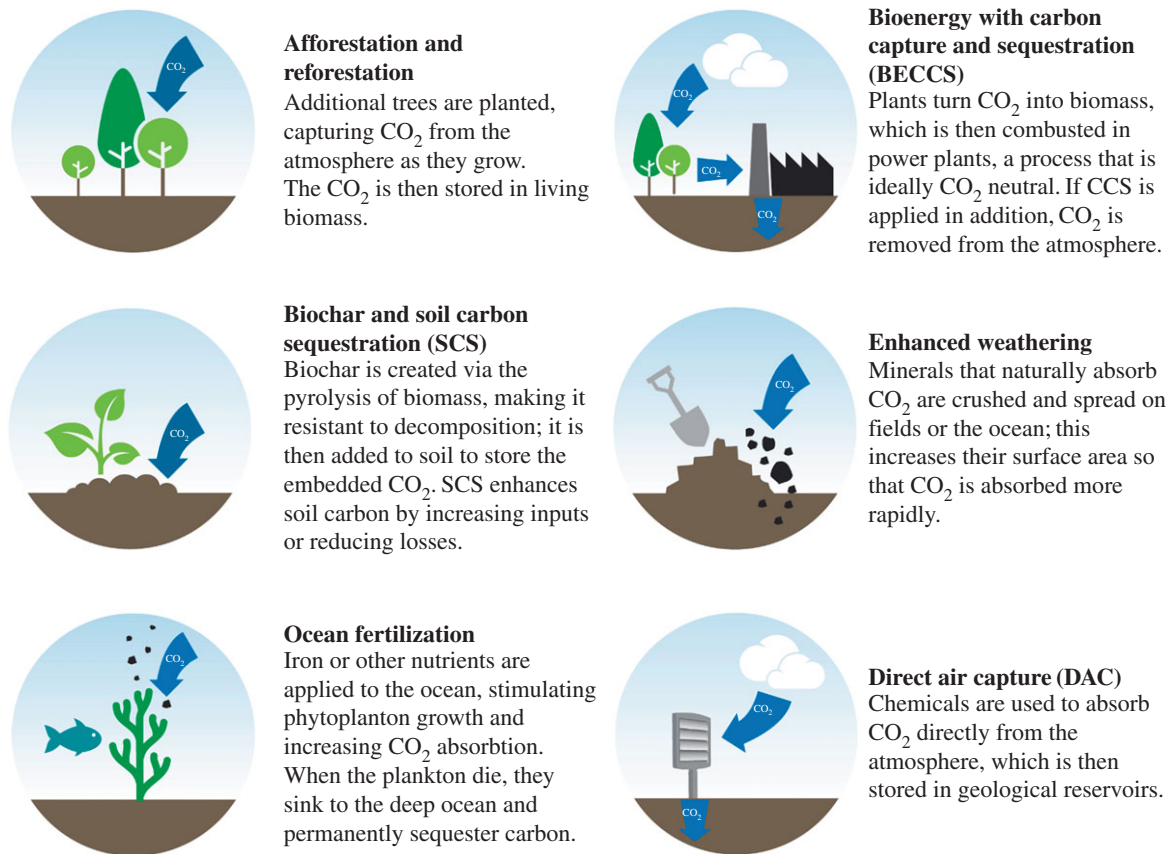 CO2
Afforestation and
reforestation
Additional trees are planted,
capturing CO2 from the
atmosphere as they grow.
The CO2 is then stored in living
biomass.
CO2
CO2
CO2
Bioenergy with carbon
capture and sequestration
(BECCS)
Plants turn CO2 into biomass,
which is then combusted in
power plants, a process that is
ideally CO2 neutral. If CCS is
applied in addition, CO2 is
removed from the atmosphere.
CO2
Biochar and soil carbon
sequestration (SCS)
Biochar is created via the
pyrolysis of biomass, making it
resistant to decomposition; it is
then added to soil to store the
embedded CO2. SCS enhances
soil carbon by increasing inputs
or reducing losses.
CO2
Enhanced weathering
Minerals that naturally absorb
CO2 are crushed and spread on
fields or the ocean; this
increases their surface area so
that CO2 is absorbed more
rapidly.
CO2
Ocean fertilization
Iron or other nutrients are
applied to the ocean, stimulating
phytoplanton growth and
increasing CO2 absorbtion.
When the plankton die, they
sink to the deep ocean and
permanently sequester carbon.
CO2
CO2
Direct air capture (DAC)
Chemicals are used to absorb
CO2 directly from the
atmosphere, which is then
stored in geological reservoirs.